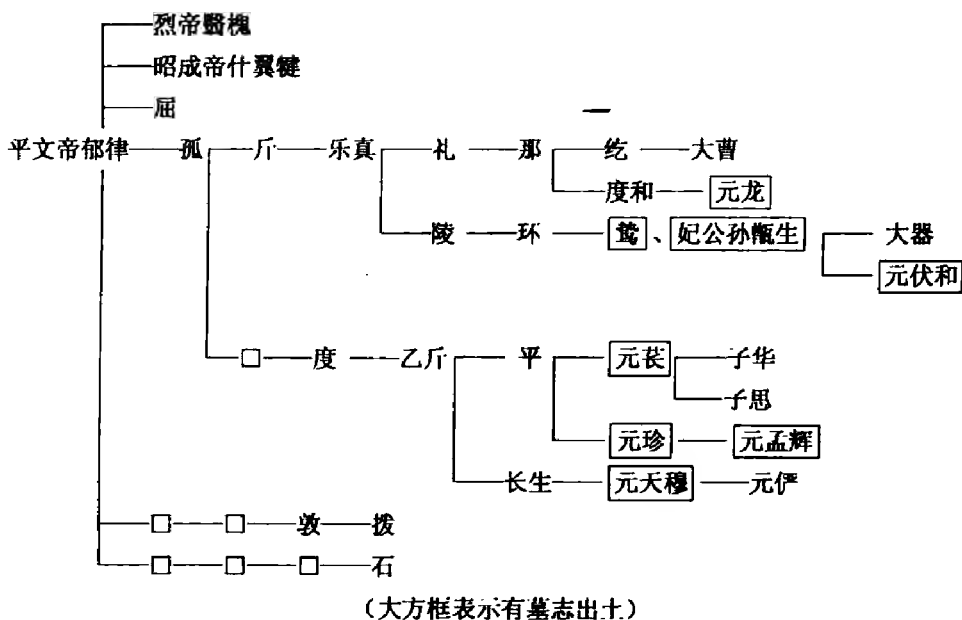 烈帝翳槐
昭成帝什翼犍
屈
平文帝郁律 孤 斤 乐真 礼 那 纥 大曹
度和 元龙
陵 环 鸷、妃公孙甑生 大器
元伏和
□ 度 乙斤 平 元苌 子华
子思
元珍 元孟辉
长生 元天穆 元俨
□ □ 敦 拨
□ □ □ 石
（大方框表示有墓志出土）